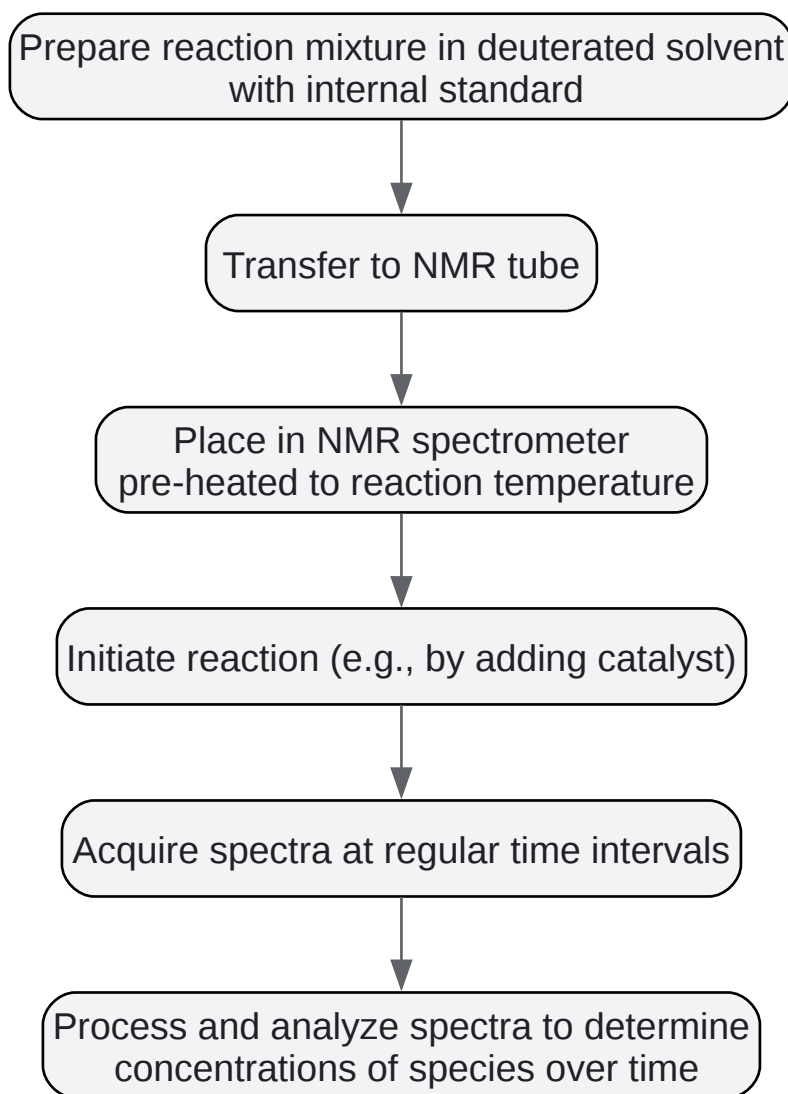 Prepare reaction mixture in deuterated solvent
with internal standard
Transfer to NMR tube
Place in NMR spectrometer
pre-heated to reaction temperature
Initiate reaction (e.g., by adding catalyst)
Acquire spectra at regular time intervals
Process and analyze spectra to determine
concentrations of species over time